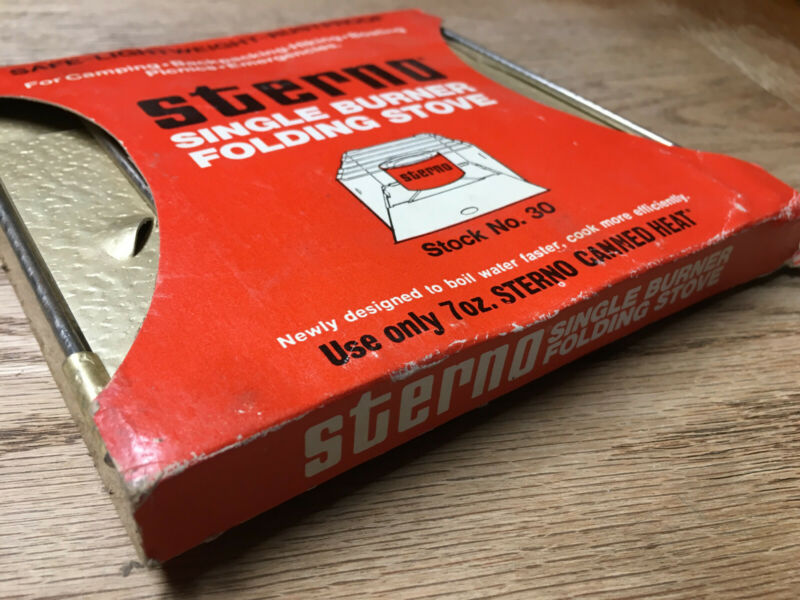 SAFE • LIGHTWEIGHT • RUSTPROOF
For Camping • Backpacking • Hiking • Boating
Picnics • Emergencies
sterno®
SINGLE BURNER
FOLDING STOVE
sterno
Stock No. 30
Newly designed to boil water faster, cook more efficiently.
Use only 7oz. STERNO CANNED HEAT®
sterno SINGLE BURNER
FOLDING STOVE